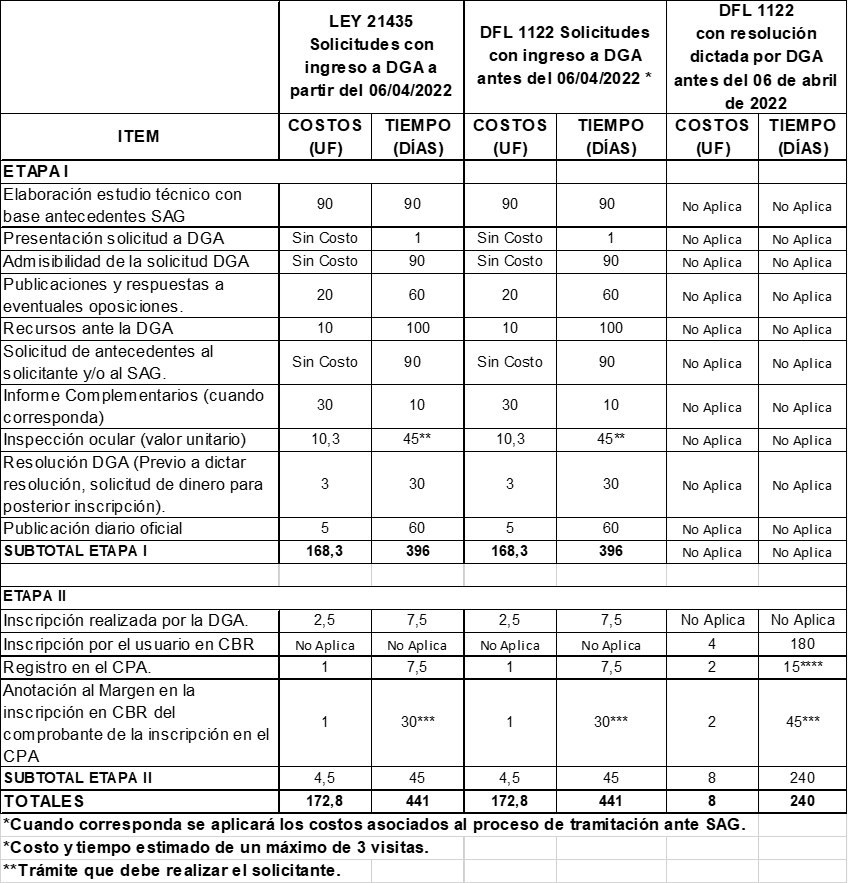 LEY 21435
Solicitudes con
ingreso a DGA a
partir del 06/04/2022
DFL 1122 Solicitudes
con ingreso a DGA
antes del 06/04/2022 *
DFL 1122
con resolución
dictada por DGA
antes del 06 de abril
de 2022
ITEM
COSTOS
(UF)
TIEMPO
(DÍAS)
COSTOS
(UF)
TIEMPO
(DÍAS)
COSTOS
(UF)
TIEMPO
(DÍAS)
ETAPA I
Elaboración estudio técnico con
base antecedentes SAG
90 90 90 90 No Aplica No Aplica
Presentación solicitud a DGA Sin Costo 1 Sin Costo 1 No Aplica No Aplica
Admisibilidad de la solicitud DGA Sin Costo 90 Sin Costo 90 No Aplica No Aplica
Publicaciones y respuestas a
eventuales oposiciones.
20 60 20 60 No Aplica No Aplica
Recursos ante la DGA 10 100 10 100 No Aplica No Aplica
Solicitud de antecedentes al
solicitante y/o al SAG.
Sin Costo 90 Sin Costo 90 No Aplica No Aplica
Informe Complementarios (cuando
corresponda)
30 10 30 10 No Aplica No Aplica
Inspección ocular (valor unitario) 10,3 45** 10,3 45** No Aplica No Aplica
Resolución DGA (Previo a dictar
resolución, solicitud de dinero para
posterior inscripción).
3 30 3 30 No Aplica No Aplica
Publicación diario oficial 5 60 5 60 No Aplica No Aplica
SUBTOTAL ETAPA I 168,3 396 168,3 396 No Aplica No Aplica
ETAPA II
Inscripción realizada por la DGA. 2,5 7,5 2,5 7,5 No Aplica No Aplica
Inscripción por el usuario en CBR No Aplica No Aplica No Aplica No Aplica 4 180
Registro en el CPA. 1 7,5 1 7,5 2 15****
Anotación al Margen en la
inscripción en CBR del
comprobante de la inscripción en el
CPA
1 30*** 1 30*** 2 45***
SUBTOTAL ETAPA II 4,5 45 4,5 45 8 240
TOTALES 172,8 441 172,8 441 8 240
*Cuando corresponda se aplicará los costos asociados al proceso de tramitación ante SAG.
*Costo y tiempo estimado de un máximo de 3 visitas.
**Trámite que debe realizar el solicitante.